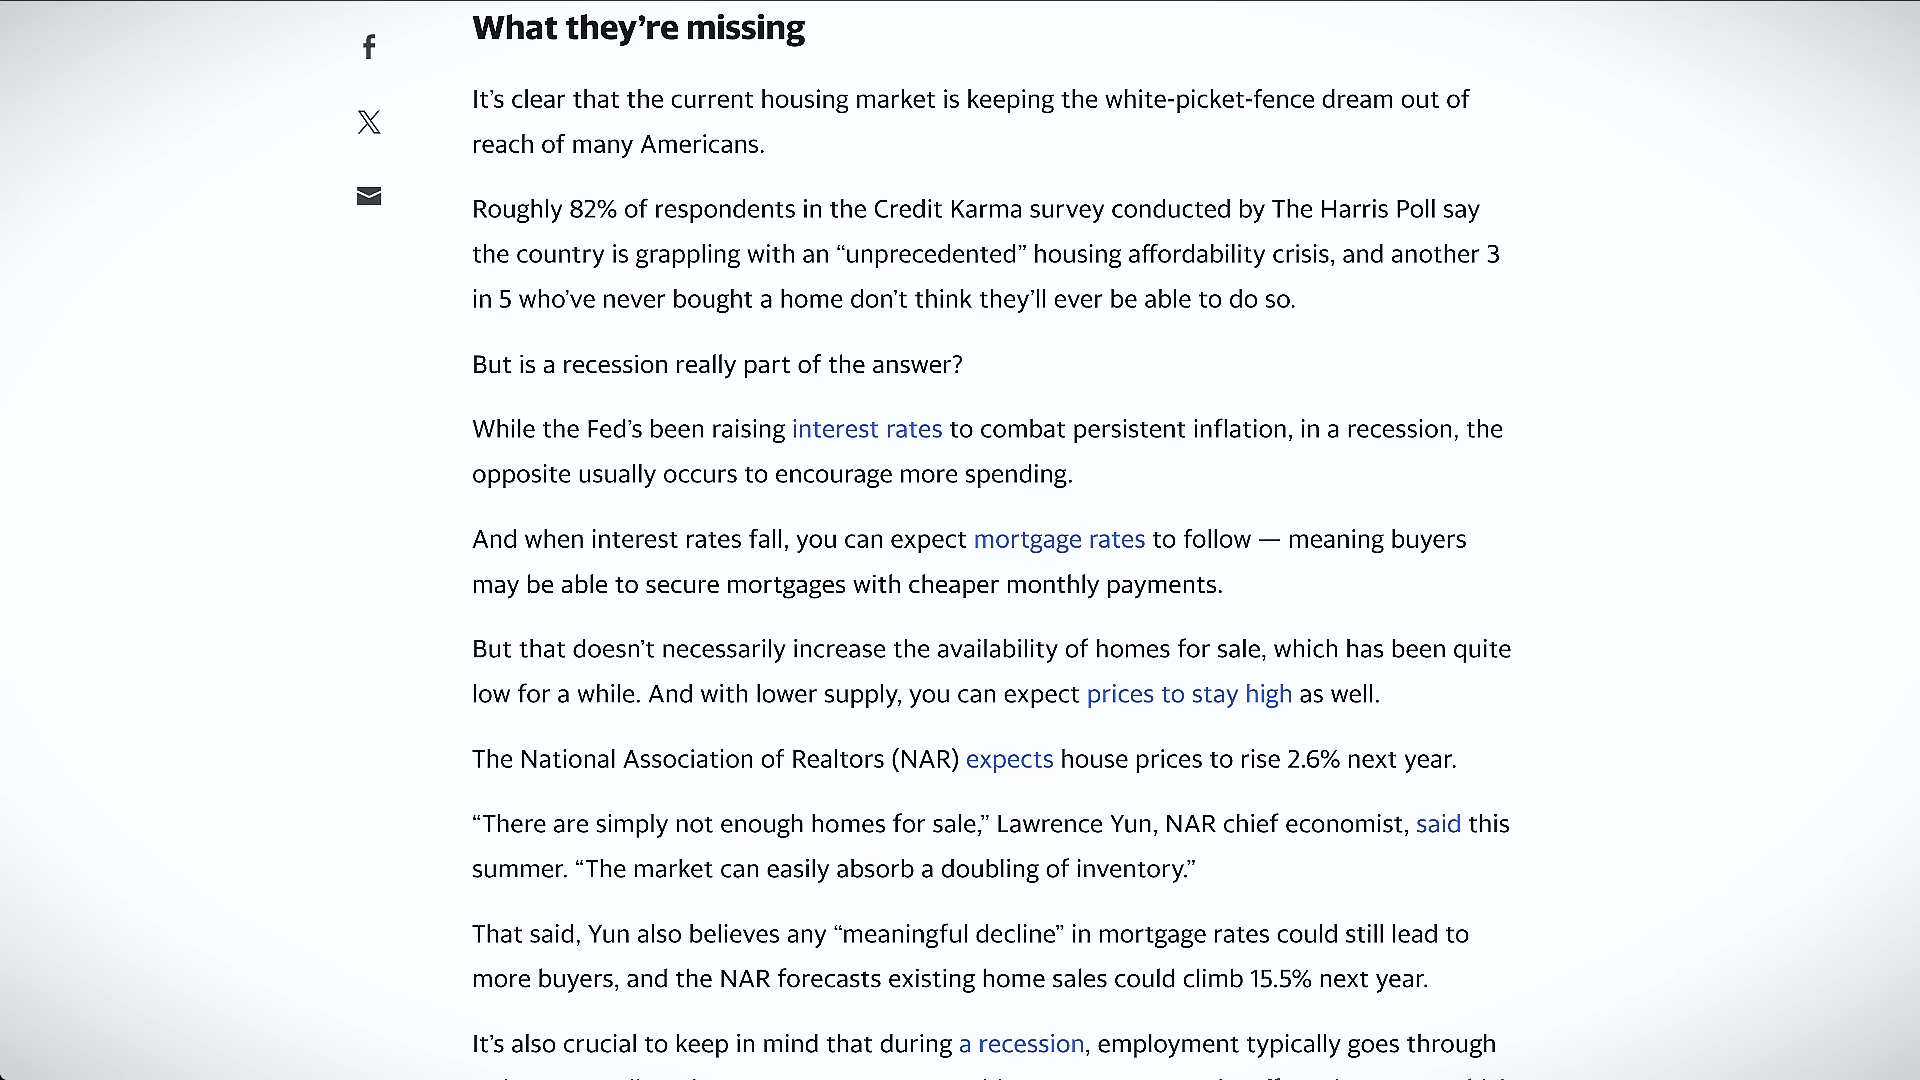 What they’re missing
It’s clear that the current housing market is keeping the white-picket-fence dream out of
reach of many Americans.
Roughly 82% of respondents in the Credit Karma survey conducted by The Harris Poll say
the country is grappling with an “unprecedented” housing affordability crisis, and another 3
in 5 who’ve never bought a home don’t think they’ll ever be able to do so.
But is a recession really part of the answer?
While the Fed’s been raising interest rates to combat persistent inflation, in a recession, the
opposite usually occurs to encourage more spending.
And when interest rates fall, you can expect mortgage rates to follow — meaning buyers
may be able to secure mortgages with cheaper monthly payments.
But that doesn’t necessarily increase the availability of homes for sale, which has been quite
low for a while. And with lower supply, you can expect prices to stay high as well.
The National Association of Realtors (NAR) expects house prices to rise 2.6% next year.
“There are simply not enough homes for sale,” Lawrence Yun, NAR chief economist, said this
summer. “The market can easily absorb a doubling of inventory.”
That said, Yun also believes any “meaningful decline” in mortgage rates could still lead to
more buyers, and the NAR forecasts existing home sales could climb 15.5% next year.
It’s also crucial to keep in mind that during a recession, employment typically goes through